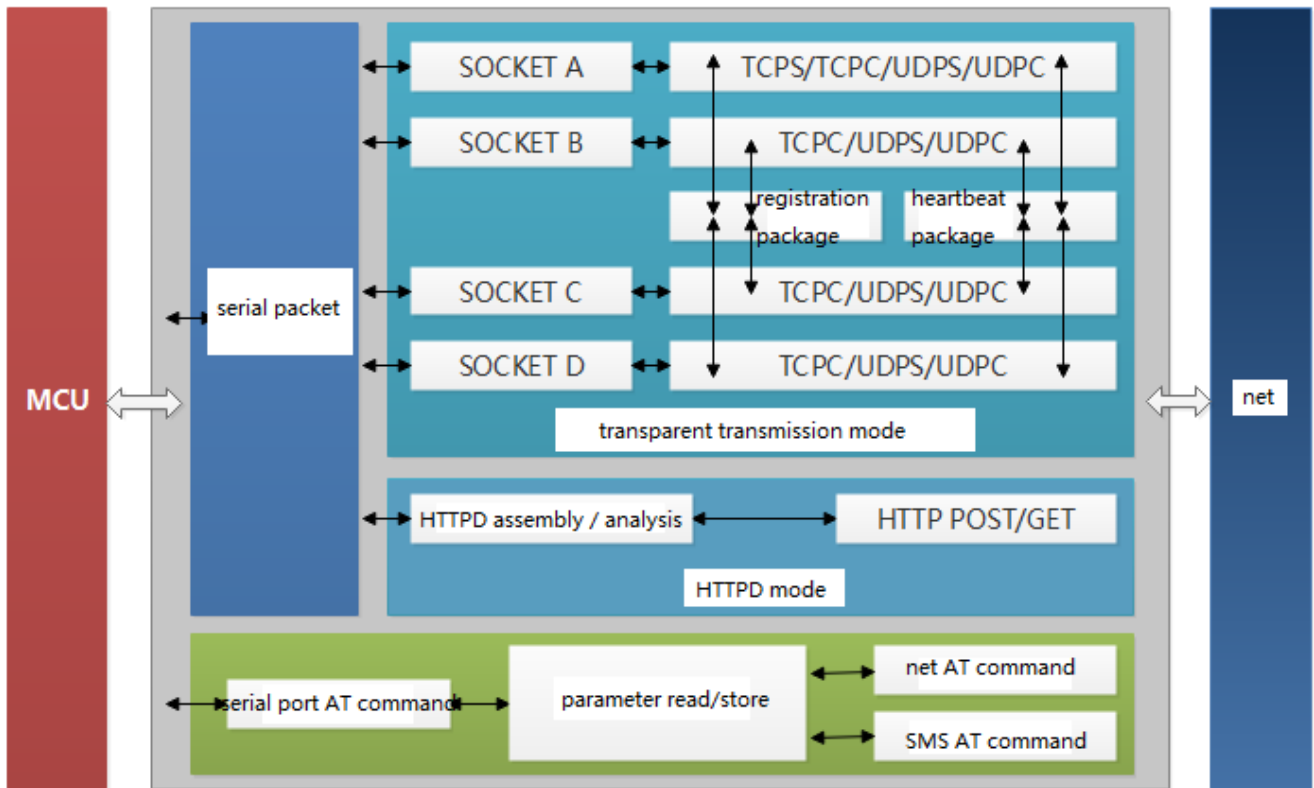 MCU
serial packet
SOCKET A
TCPS/TCPC/UDPS/UDPC
SOCKET B
TCPC/UDPS/UDPC
registration
package
heartbeat
package
SOCKET C
TCPC/UDPS/UDPC
SOCKET D
TCPC/UDPS/UDPC
transparent transmission mode
HTTPD assembly / analysis
HTTP POST/GET
HTTPD mode
serial port AT command
parameter read/store
net AT command
SMS AT command
net